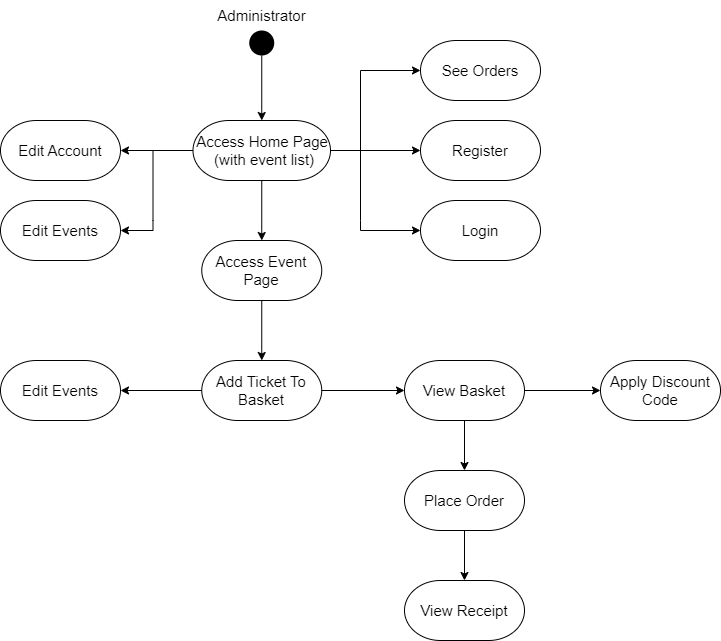 Administrator
See Orders
Edit Account
Access Home Page
(with event list)
Register
Edit Events
Login
Access Event
Page
Edit Events
Add Ticket To
Basket
View Basket
Apply Discount
Code
Place Order
View Receipt